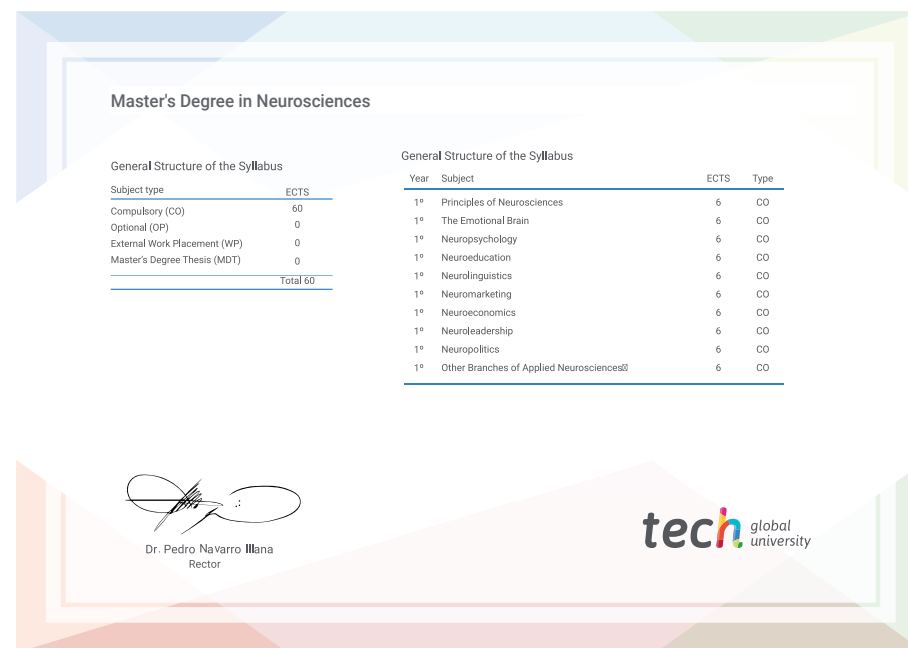 Master's Degree in Neurosciences
General Structure of the Syllabus
Subject type ECTS
Compulsory (CO) 60
Optional (OP) 0
External Work Placement (WP) 0
Master's Degree Thesis (MDT) 0
Total 60
General Structure of the Syllabus
Year Subject ECTS Type
1º Principles of Neurosciences 6 CO
1º The Emotional Brain 6 CO
1º Neuropsychology 6 CO
1º Neuroeducation 6 CO
1º Neurolinguistics 6 CO
1º Neuromarketing 6 CO
1º Neuroeconomics 6 CO
1º Neuroleadership 6 CO
1º Neuropolitics 6 CO
1º Other Branches of Applied Neurosciences 6 CO
Dr. Pedro Navarro Illana
Rector
tech global
university